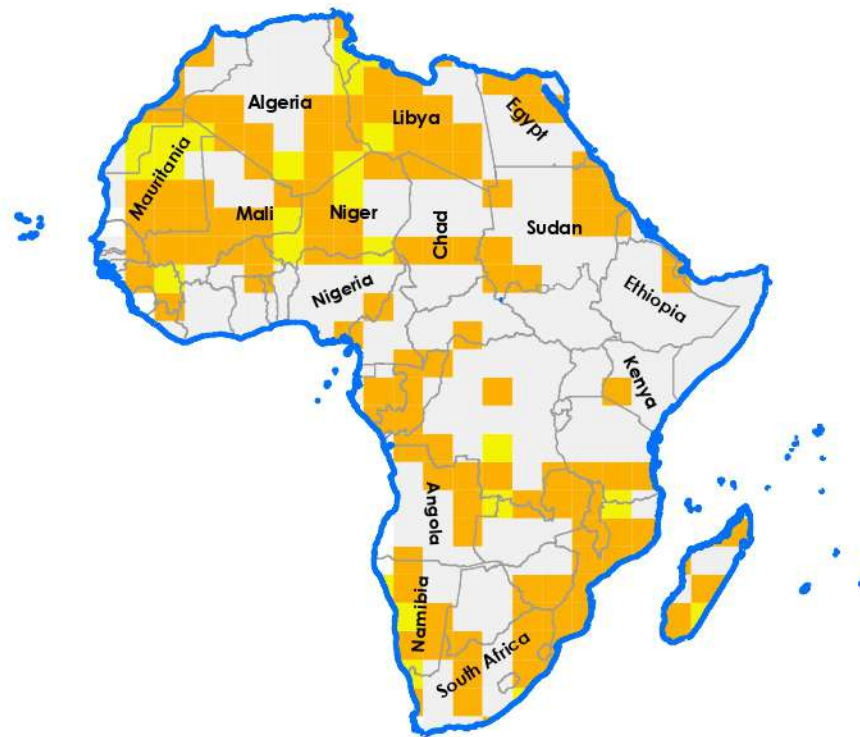 Algeria
Libya
Egypt
Mauritania
Mali
Niger
Chad
Sudan
Nigeria
Ethiopia
Kenya
Angola
Namibia
South Africa